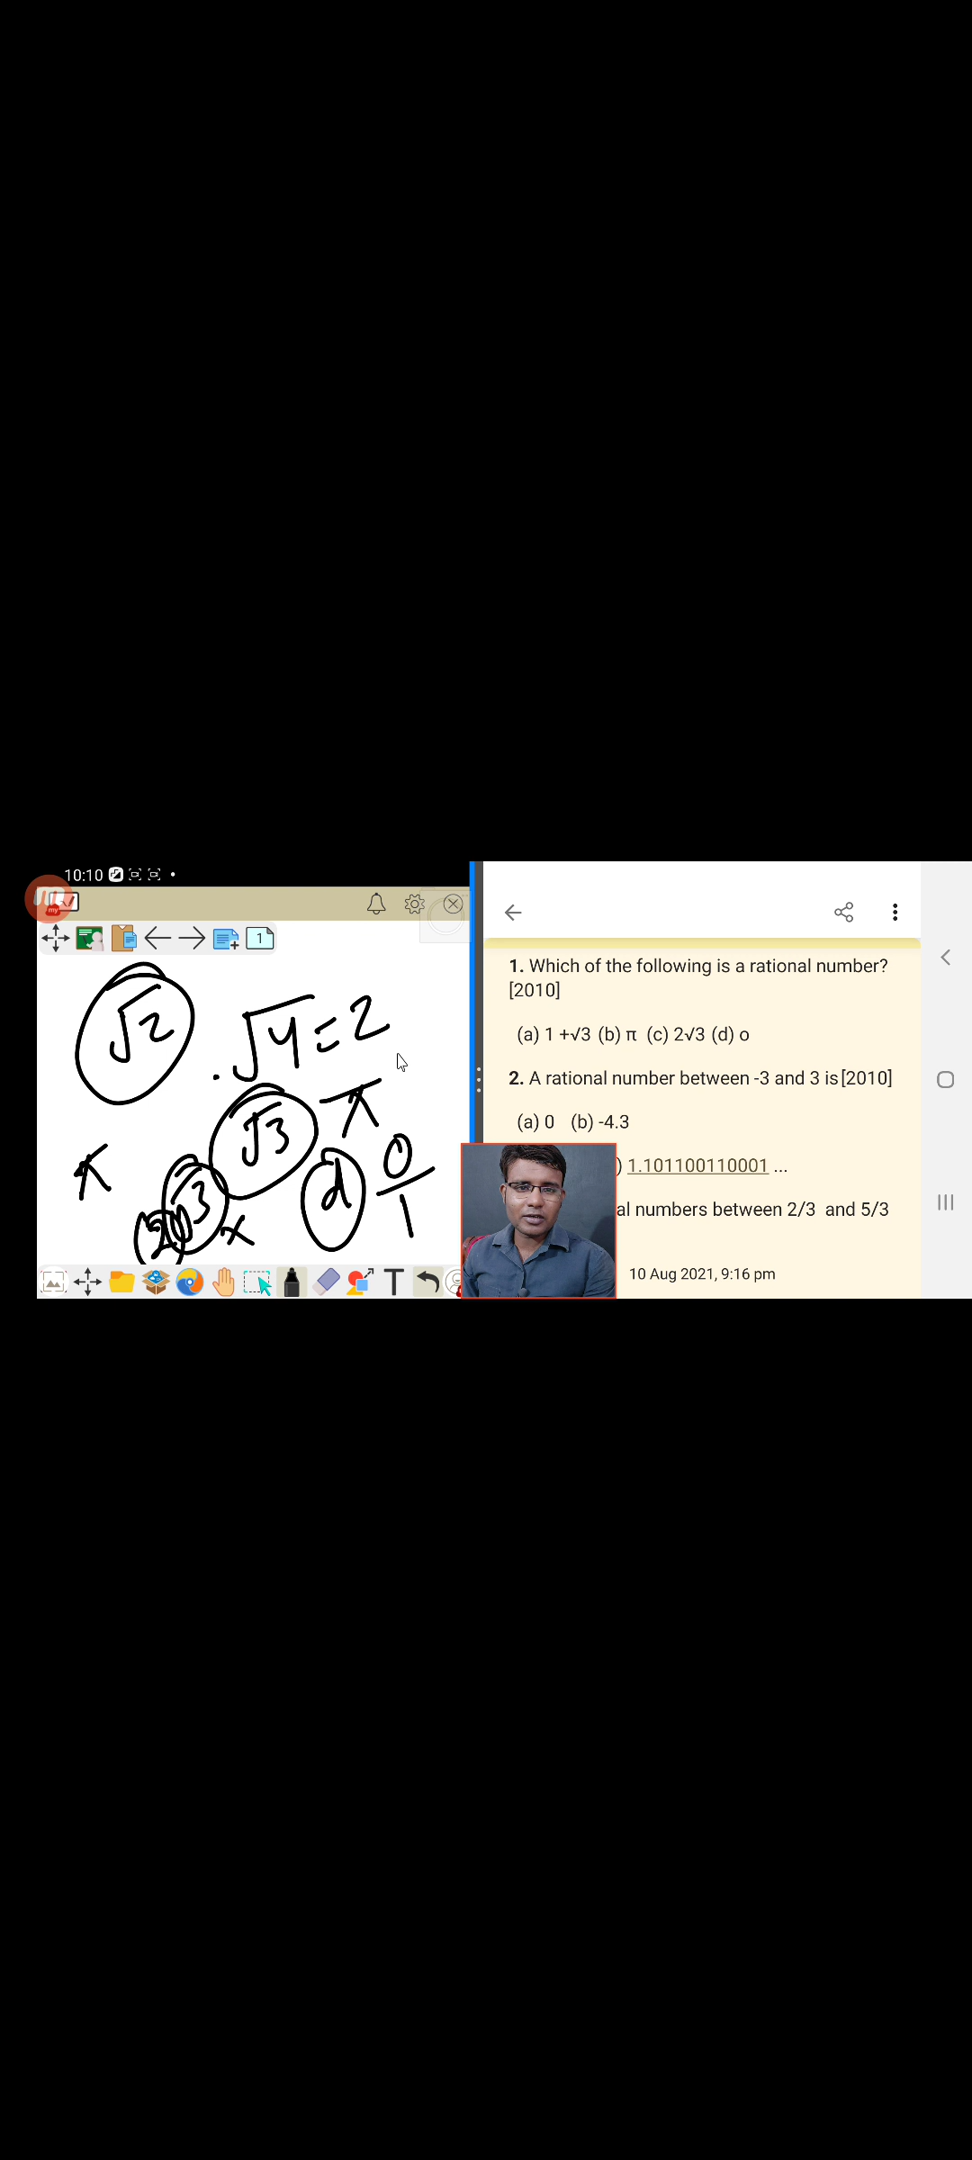 10:10
my
1
√2
.√4=2
√3
π
π
d
0
1
3
x
1. Which of the following is a rational number?
[2010]
(a) 1 +√3 (b) π (c) 2√3 (d) o
2. A rational number between -3 and 3 is[2010]
(a) 0 (b) -4.3
) 1.101100110001 ...
al numbers between 2/3 and 5/3
10 Aug 2021, 9:16 pm
T